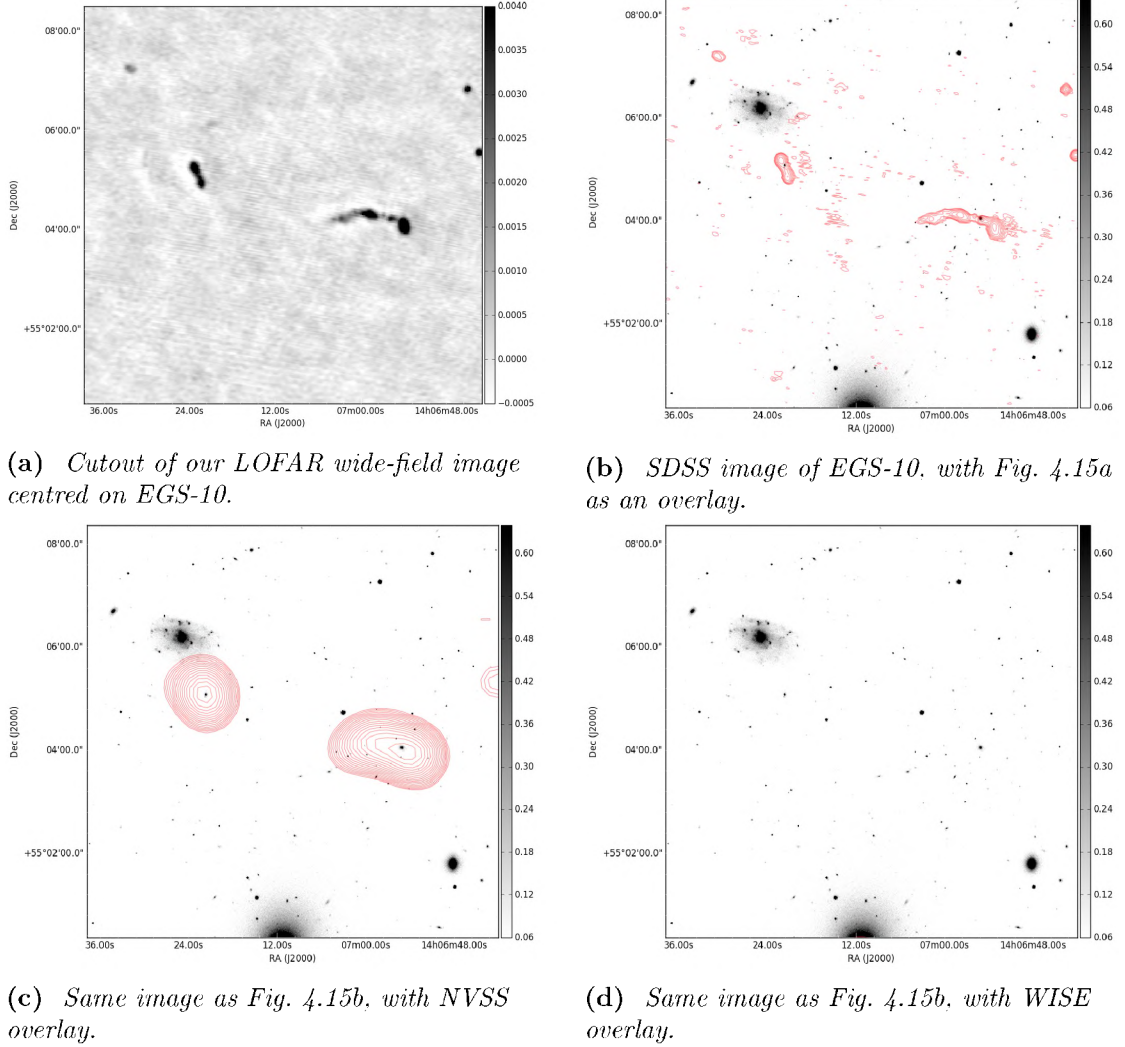 0.0040
0.0035
0.0030
0.0025
0.0020
0.0015
0.0010
0.0005
0.0000
−0.0005
08'00.0"
06'00.0"
04'00.0"
+55°02'00.0"
Dec (J2000)
36.00s 24.00s 12.00s 07m00.00s 14h06m48.00s
RA (J2000)
(a) Cutout of our LOFAR wide-field image
centred on EGS-10.
0.60
0.54
0.48
0.42
0.36
0.30
0.24
0.18
0.12
0.06
08'00.0"
06'00.0"
04'00.0"
+55°02'00.0"
Dec (J2000)
36.00s 24.00s 12.00s 07m00.00s 14h06m48.00s
RA (J2000)
(b) SDSS image of EGS-10. with Fig. 4.15a
as an overlay.
0.60
0.54
0.48
0.42
0.36
0.30
0.24
0.18
0.12
0.06
08'00.0"
06'00.0"
04'00.0"
+55°02'00.0"
Dec (J2000)
36.00s 24.00s 12.00s 07m00.00s 14h06m48.00s
RA (J2000)
(c) Same image as Fig. 4.15b, with NVSS
overlay.
0.60
0.54
0.48
0.42
0.36
0.30
0.24
0.18
0.12
0.06
08'00.0"
06'00.0"
04'00.0"
+55°02'00.0"
Dec (J2000)
36.00s 24.00s 12.00s 07m00.00s 14h06m48.00s
RA (J2000)
(d) Same image as Fig. 4.15b, with WISE
overlay.